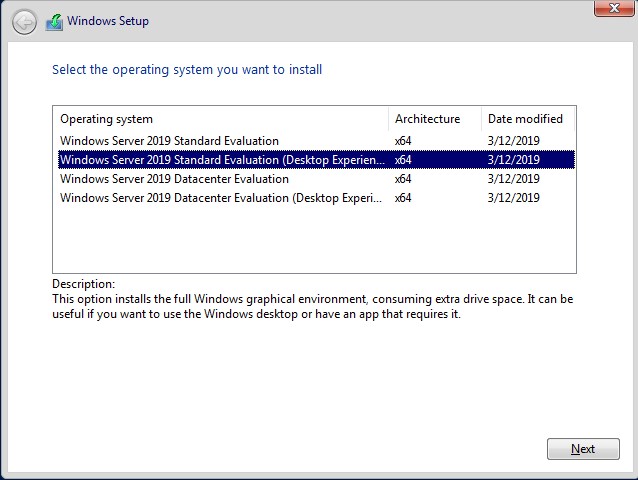 Windows Setup
Select the operating system you want to install
Operating system Architecture Date modified
Windows Server 2019 Standard Evaluation x64 3/12/2019
Windows Server 2019 Standard Evaluation (Desktop Experien... x64 3/12/2019
Windows Server 2019 Datacenter Evaluation x64 3/12/2019
Windows Server 2019 Datacenter Evaluation (Desktop Experi... x64 3/12/2019
Description:
This option installs the full Windows graphical environment, consuming extra drive space. It can be
useful if you want to use the Windows desktop or have an app that requires it.
Next